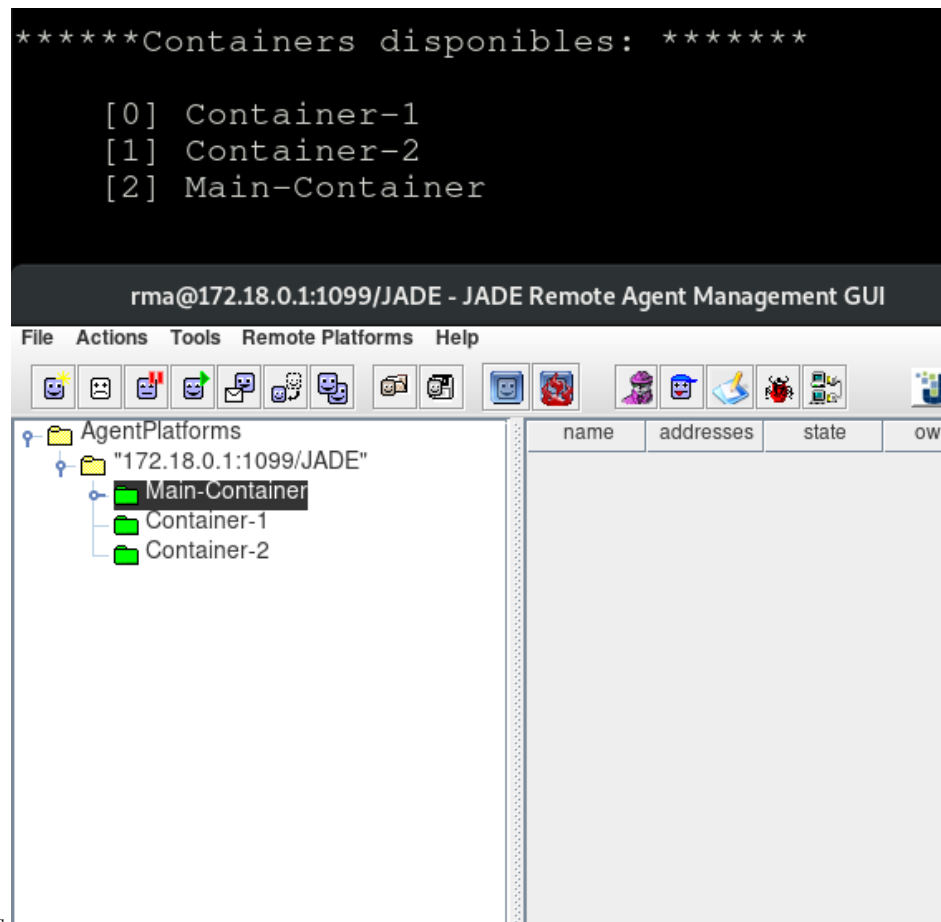 ******Containers disponibles: *******
[0] Container-1
[1] Container-2
[2] Main-Container
rma@172.18.0.1:1099/JADE - JADE Remote Agent Management GUI
File Actions Tools Remote Platforms Help
AgentPlatforms
name addresses state ow
"172.18.0.1:1099/JADE"
Main-Container
Container-1
Container-2